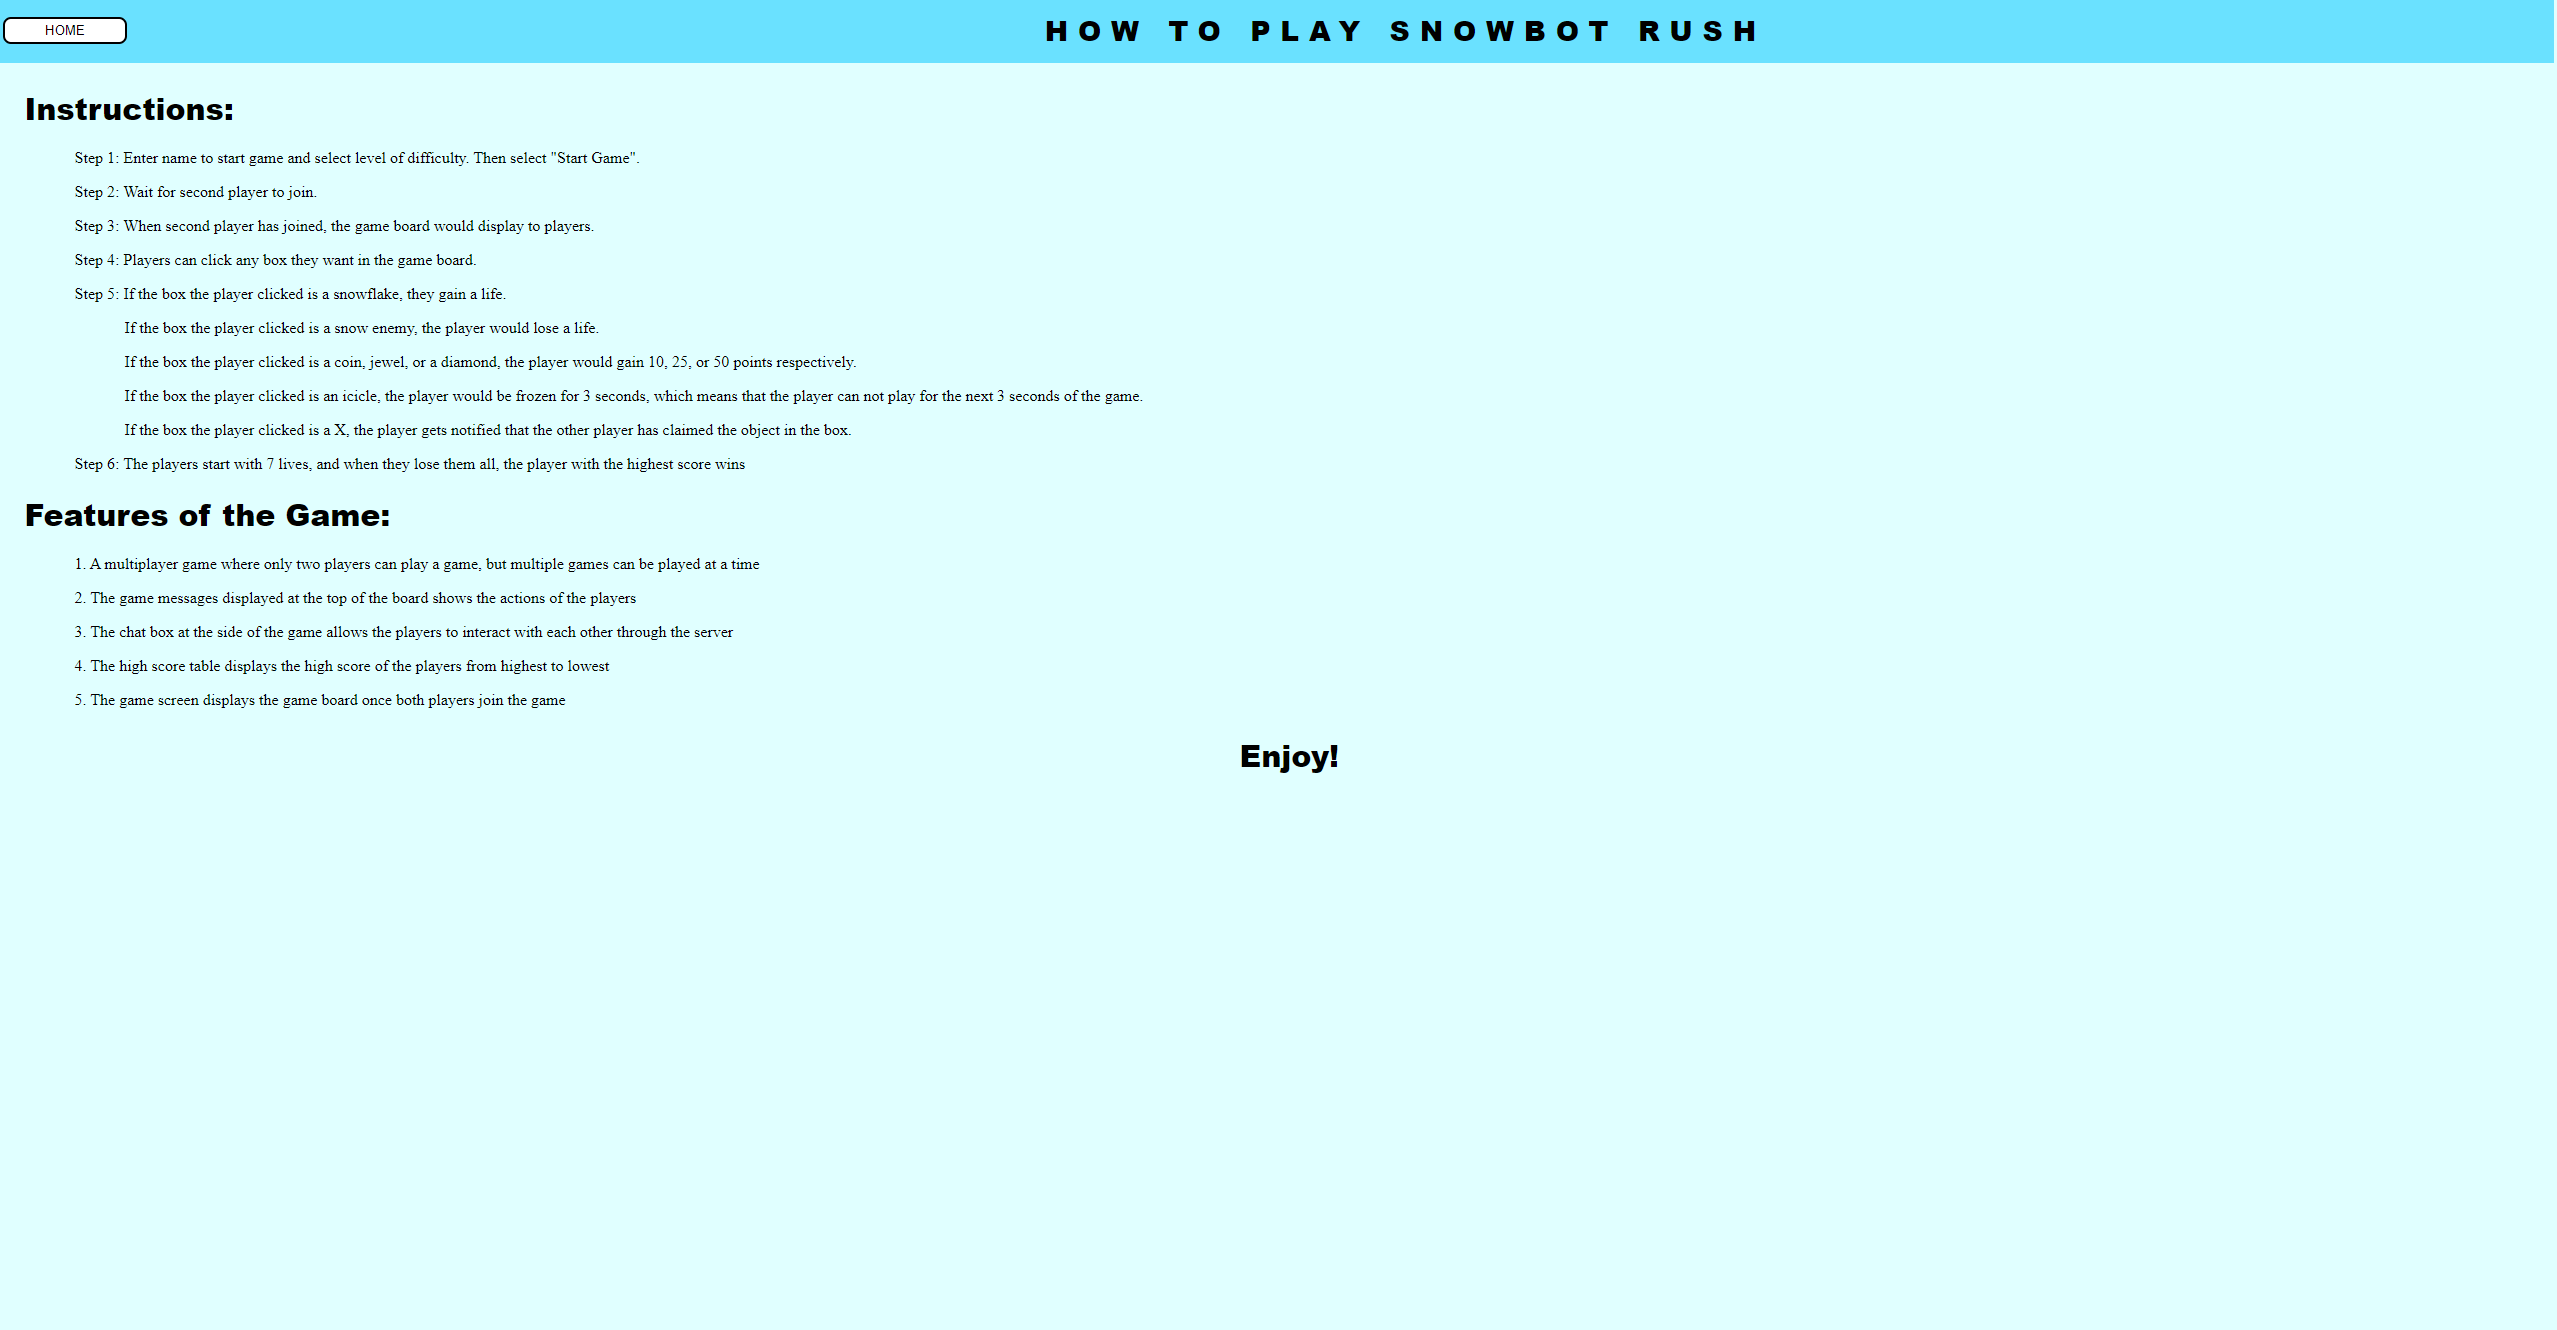 HOME
HOW TO PLAY SNOWBOT RUSH
Instructions:
Step 1: Enter name to start game and select level of difficulty. Then select "Start Game".
Step 2: Wait for second player to join.
Step 3: When second player has joined, the game board would display to players.
Step 4: Players can click any box they want in the game board.
Step 5: If the box the player clicked is a snowflake, they gain a life.
If the box the player clicked is a snow enemy, the player would lose a life.
If the box the player clicked is a coin, jewel, or a diamond, the player would gain 10, 25, or 50 points respectively.
If the box the player clicked is an icicle, the player would be frozen for 3 seconds, which means that the player can not play for the next 3 seconds of the game.
If the box the player clicked is a X, the player gets notified that the other player has claimed the object in the box.
Step 6: The players start with 7 lives, and when they lose them all, the player with the highest score wins
Features of the Game:
1. A multiplayer game where only two players can play a game, but multiple games can be played at a time
2. The game messages displayed at the top of the board shows the actions of the players
3. The chat box at the side of the game allows the players to interact with each other through the server
4. The high score table displays the high score of the players from highest to lowest
5. The game screen displays the game board once both players join the game
Enjoy!